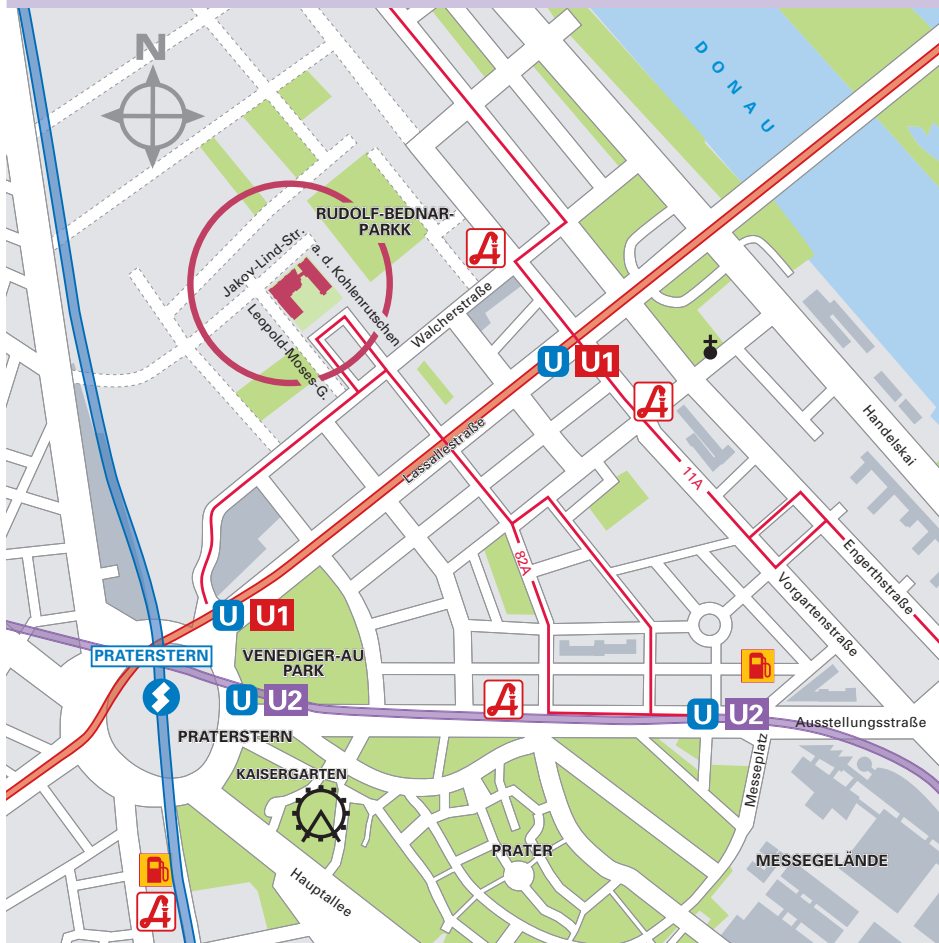 N
DONAU
RUDOLF-BEDNAR-
PARKK
Jakov-Lind-Str.
a. d. Kohlenrutschen
Leopold-Moses-G.
Walcherstraße
U U1
Lassallestraße
Handelskai
11A
82A
Engerthstraße
Vorgartenstraße
U U1
PRATERSTERN
VENEDIGER-AU
PARK
U U2
U U2
Ausstellungsstraße
PRATERSTERN
Messeplatz
KAISERGARTEN
PRATER
MESSEGELÄNDE
Hauptallee